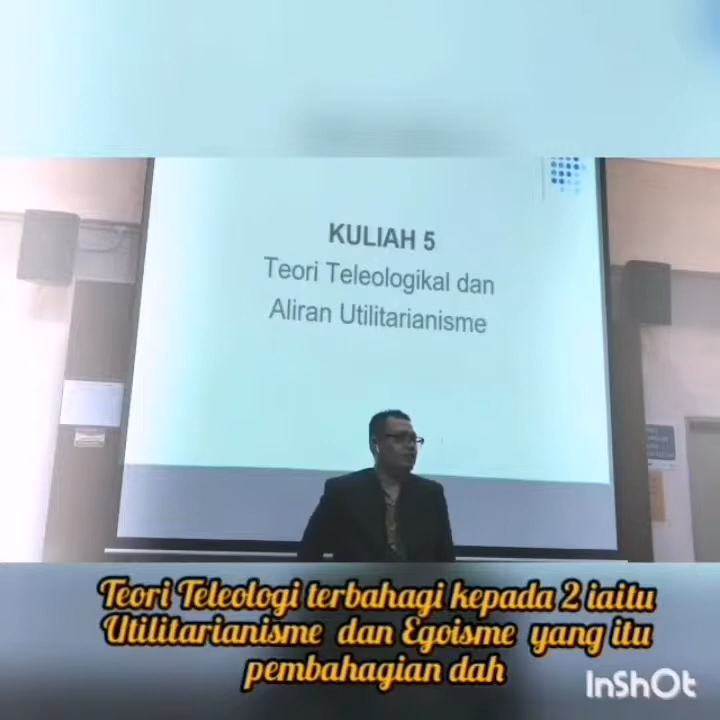 KULIAH 5
Teori Teleologikal dan
Aliran Utilitarianisme
Teori Teleologi terbahagi kepada 2 iaitu
Utilitarianisme dan Egoisme yang itu
pembahagian dah
InShOt